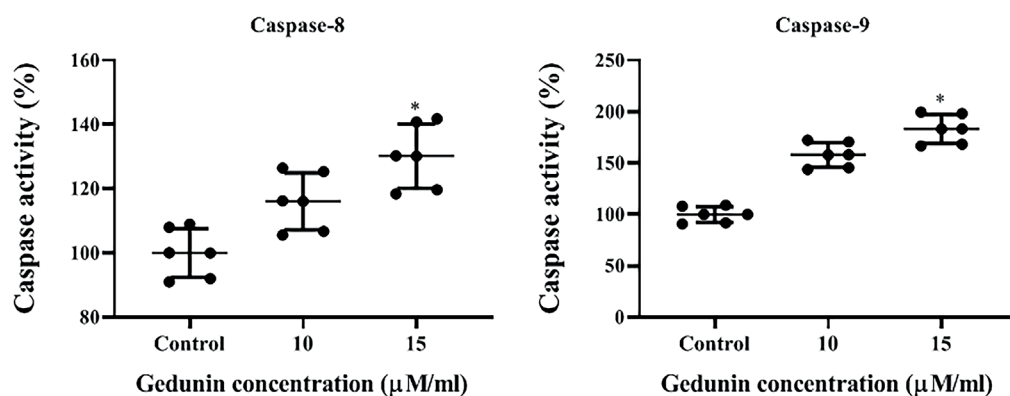 Caspase-8
Caspase activity (%)
160
140
120
100
80
*
Control 10 15
Gedunin concentration (μM/ml)
Caspase-9
Caspase activity (%)
250
200
150
100
50
0
*
Control 10 15
Gedunin concentration (μM/ml)